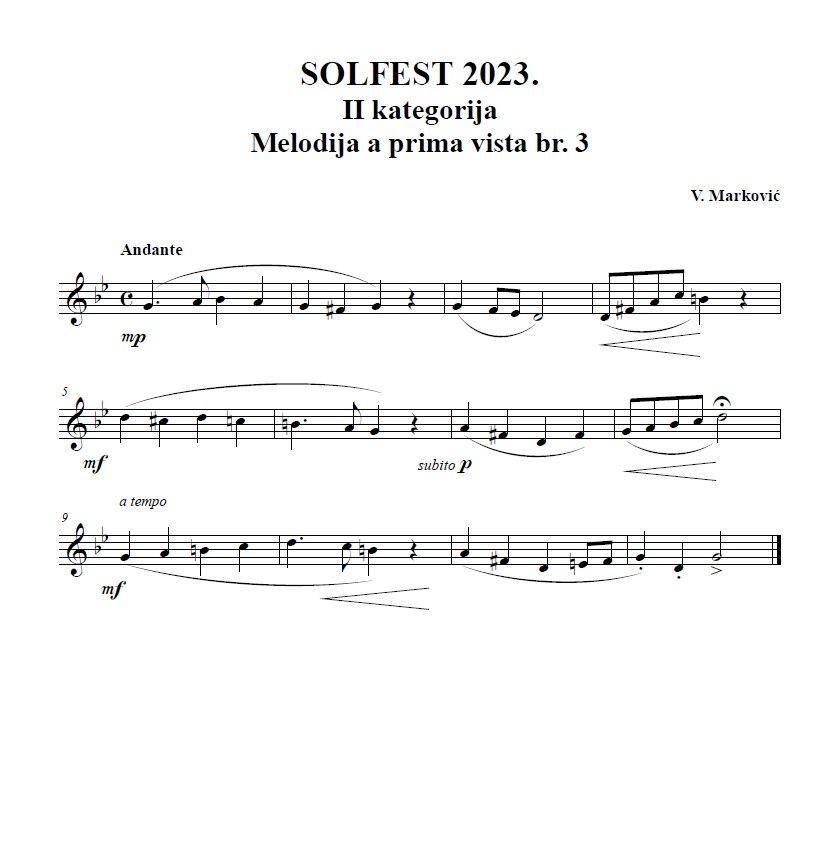 SOLFEST 2023.
II kategorija
Melodija a prima vista br. 3
V. Marković
Andante
mp
5
mf
subito p
9
a tempo
mf